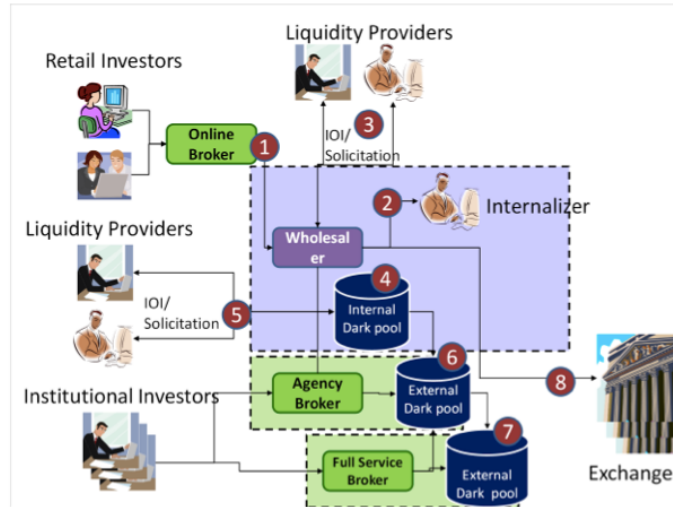 Liquidity Providers
Retail Investors
Online
Broker
1
3
IOI/
Solicitation
2
Internalizer
Liquidity Providers
Wholesal
er
4
IOI/
Solicitation
5
Internal
Dark pool
6
Institutional Investors
Agency
Broker
External
Dark pool
8
7
Full Service
Broker
External
Dark pool
Exchange